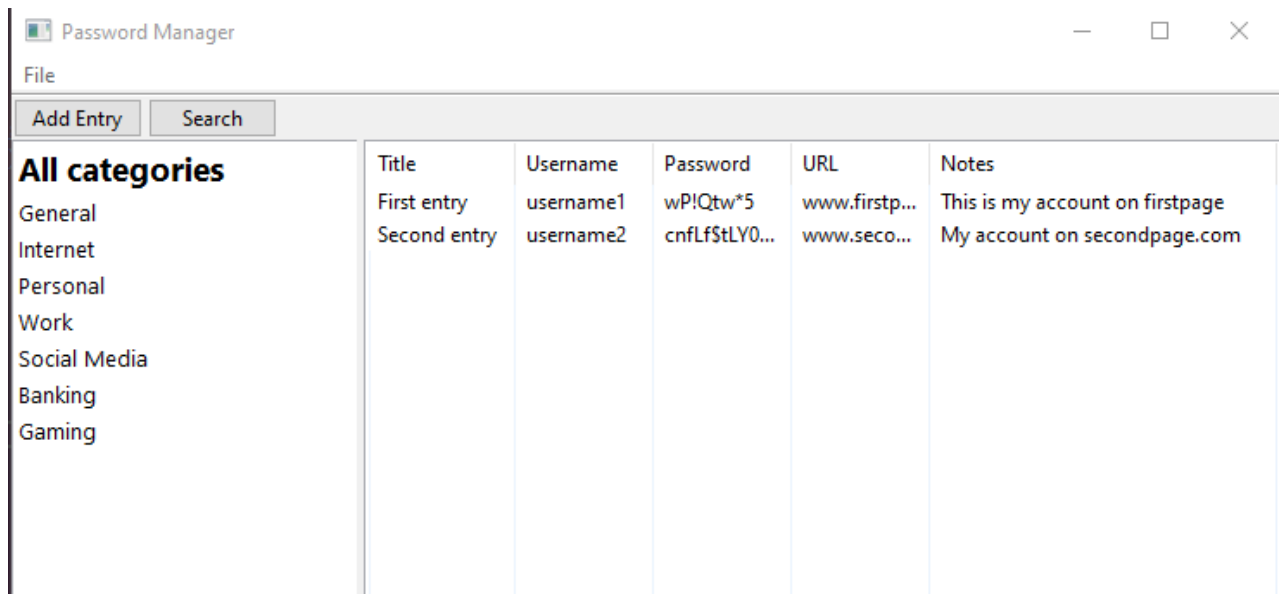 Password Manager
File
Add Entry Search
All categories
General
Internet
Personal
Work
Social Media
Banking
Gaming
Title Username Password URL Notes
First entry username1 wP!Qtw*5 www.firstp... This is my account on firstpage
Second entry username2 cnfLf$tLY0... www.seco... My account on secondpage.com